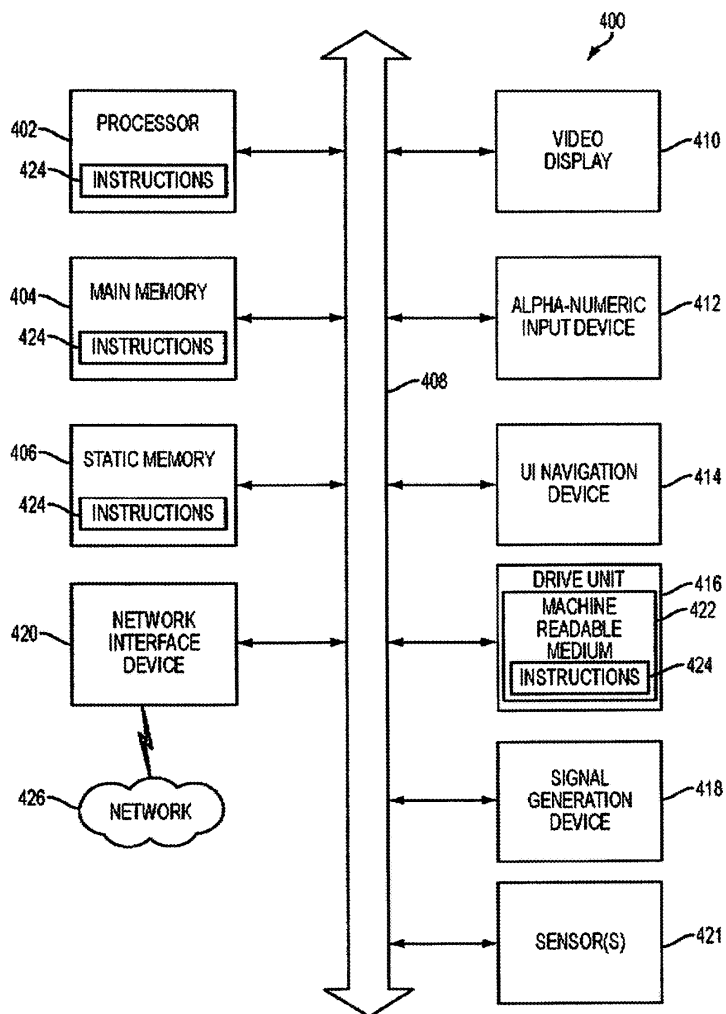 400
402
PROCESSOR
424
INSTRUCTIONS
404
MAIN MEMORY
424
INSTRUCTIONS
406
STATIC MEMORY
424
INSTRUCTIONS
420
NETWORK
INTERFACE
DEVICE
426
NETWORK
408
VIDEO
DISPLAY
410
ALPHA-NUMERIC
INPUT DEVICE
412
UI NAVIGATION
DEVICE
414
DRIVE UNIT
416
MACHINE
READABLE
MEDIUM
422
INSTRUCTIONS
424
SIGNAL
GENERATION
DEVICE
418
SENSOR(S)
421